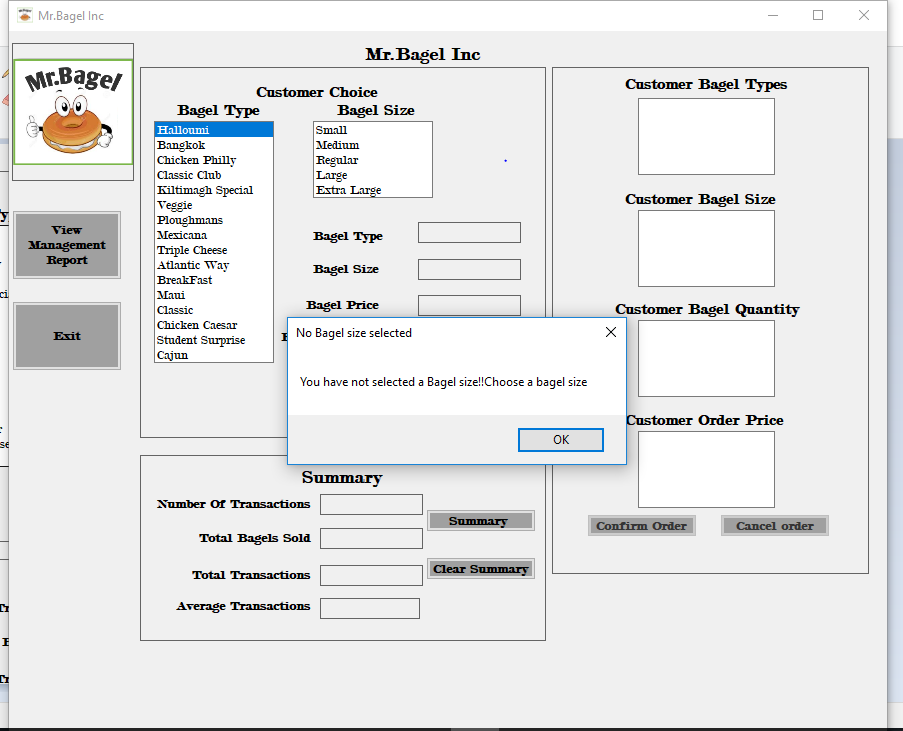 Mr.Bagel Inc
Mr.Bagel
View
Management
Report
Exit
Mr.Bagel Inc
Customer Choice
Bagel Type
Halloumi
Bangkok
Chicken Philly
Classic Club
Kiltimagh Special
Veggie
Ploughmans
Mexicana
Triple Cheese
Atlantic Way
BreakFast
Maui
Classic
Chicken Caesar
Student Surprise
Cajun
Bagel Size
Small
Medium
Regular
Large
Extra Large
Bagel Type
Bagel Size
Bagel Price
No Bagel size selected
You have not selected a Bagel size!!Choose a bagel size
OK
Summary
Number Of Transactions
Total Bagels Sold
Total Transactions
Average Transactions
Summary
Clear Summary
Customer Bagel Types
Customer Bagel Size
Customer Bagel Quantity
Customer Order Price
Confirm Order
Cancel order